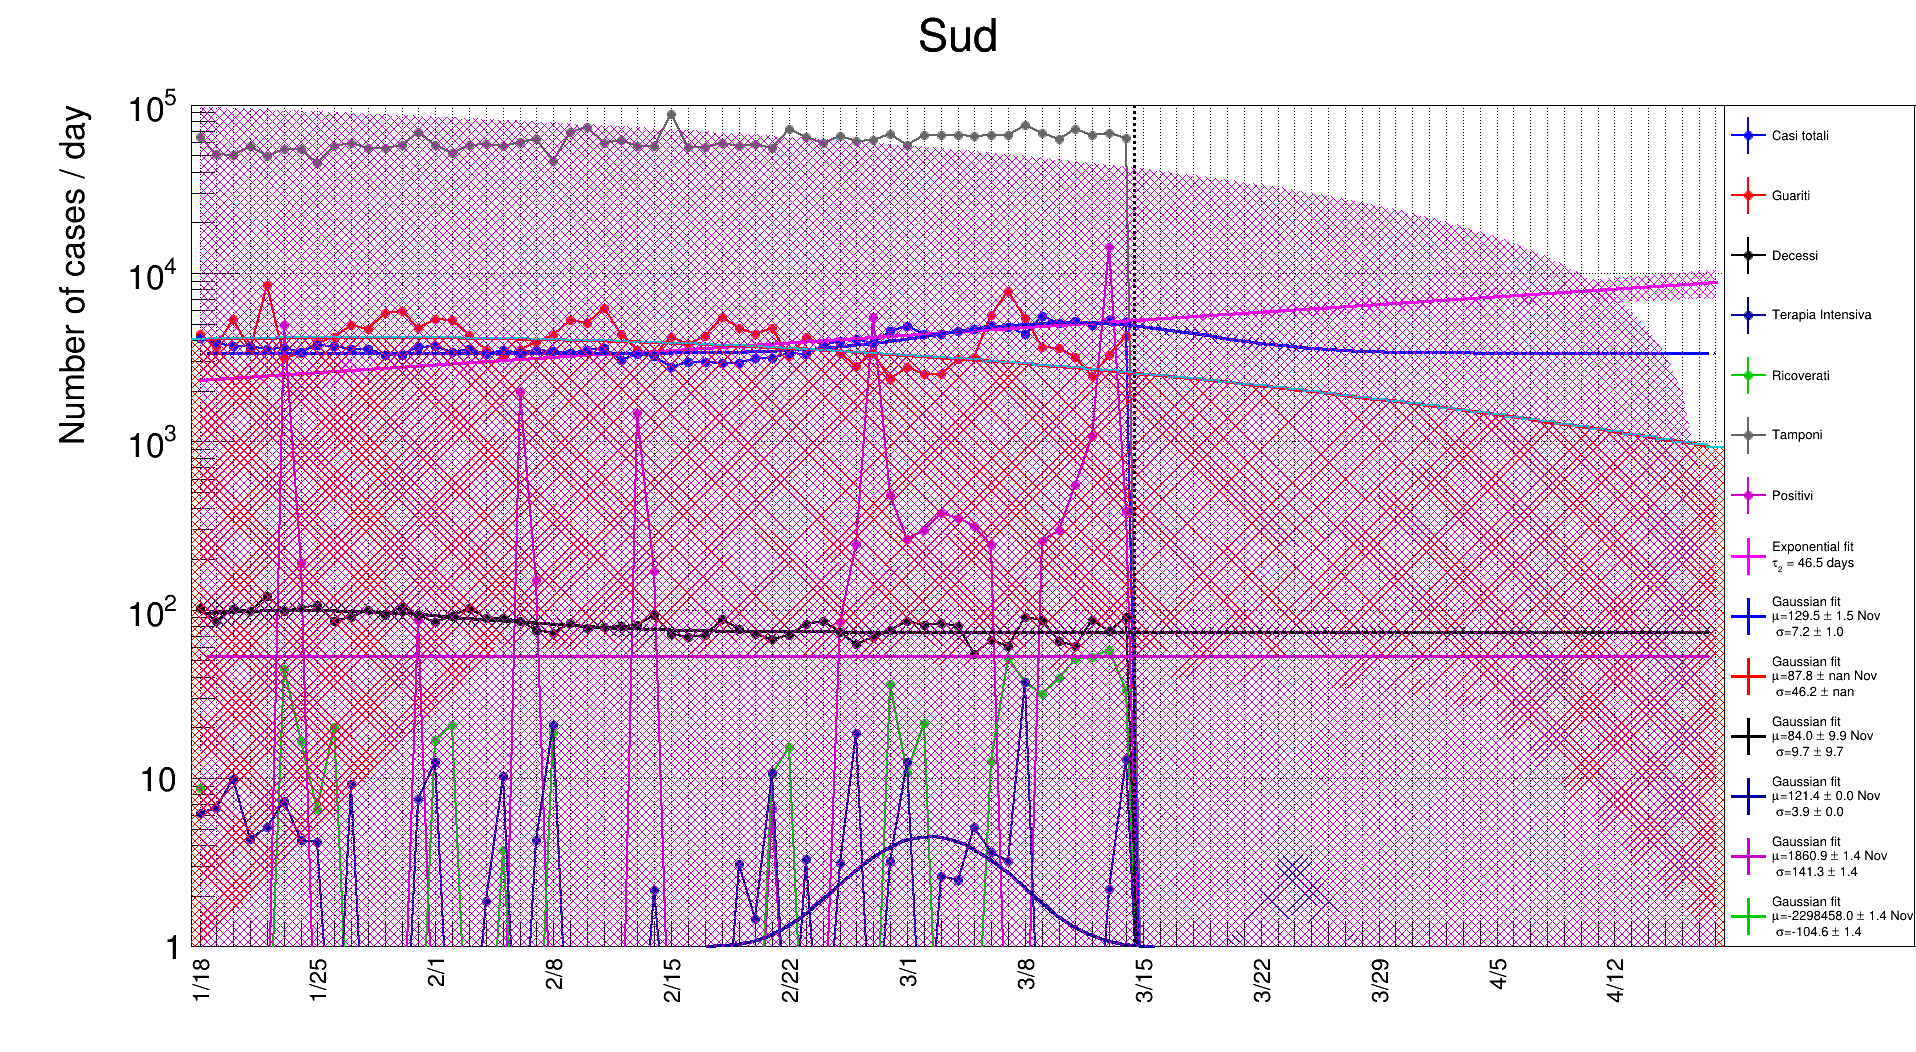 Sud
Number of cases / day
10^5
10^4
10^3
10^2
10
1
1/18
1/25
2/1
2/8
2/15
2/22
3/1
3/8
3/15
3/22
3/29
4/5
4/12
Casi totali
Guariti
Decessi
Terapia Intensiva
Ricoverati
Tamponi
Positivi
Exponential fit
τ₂ = 46.5 days
Gaussian fit
μ=129.5 ± 1.5 Nov
σ=7.2 ± 1.0
Gaussian fit
μ=87.8 ± nan Nov
σ=46.2 ± nan
Gaussian fit
μ=84.0 ± 9.9 Nov
σ=9.7 ± 9.7
Gaussian fit
μ=121.4 ± 0.0 Nov
σ=3.9 ± 0.0
Gaussian fit
μ=1860.9 ± 1.4 Nov
σ=141.3 ± 1.4
Gaussian fit
μ=-2298458.0 ± 1.4 Nov
σ=-104.6 ± 1.4